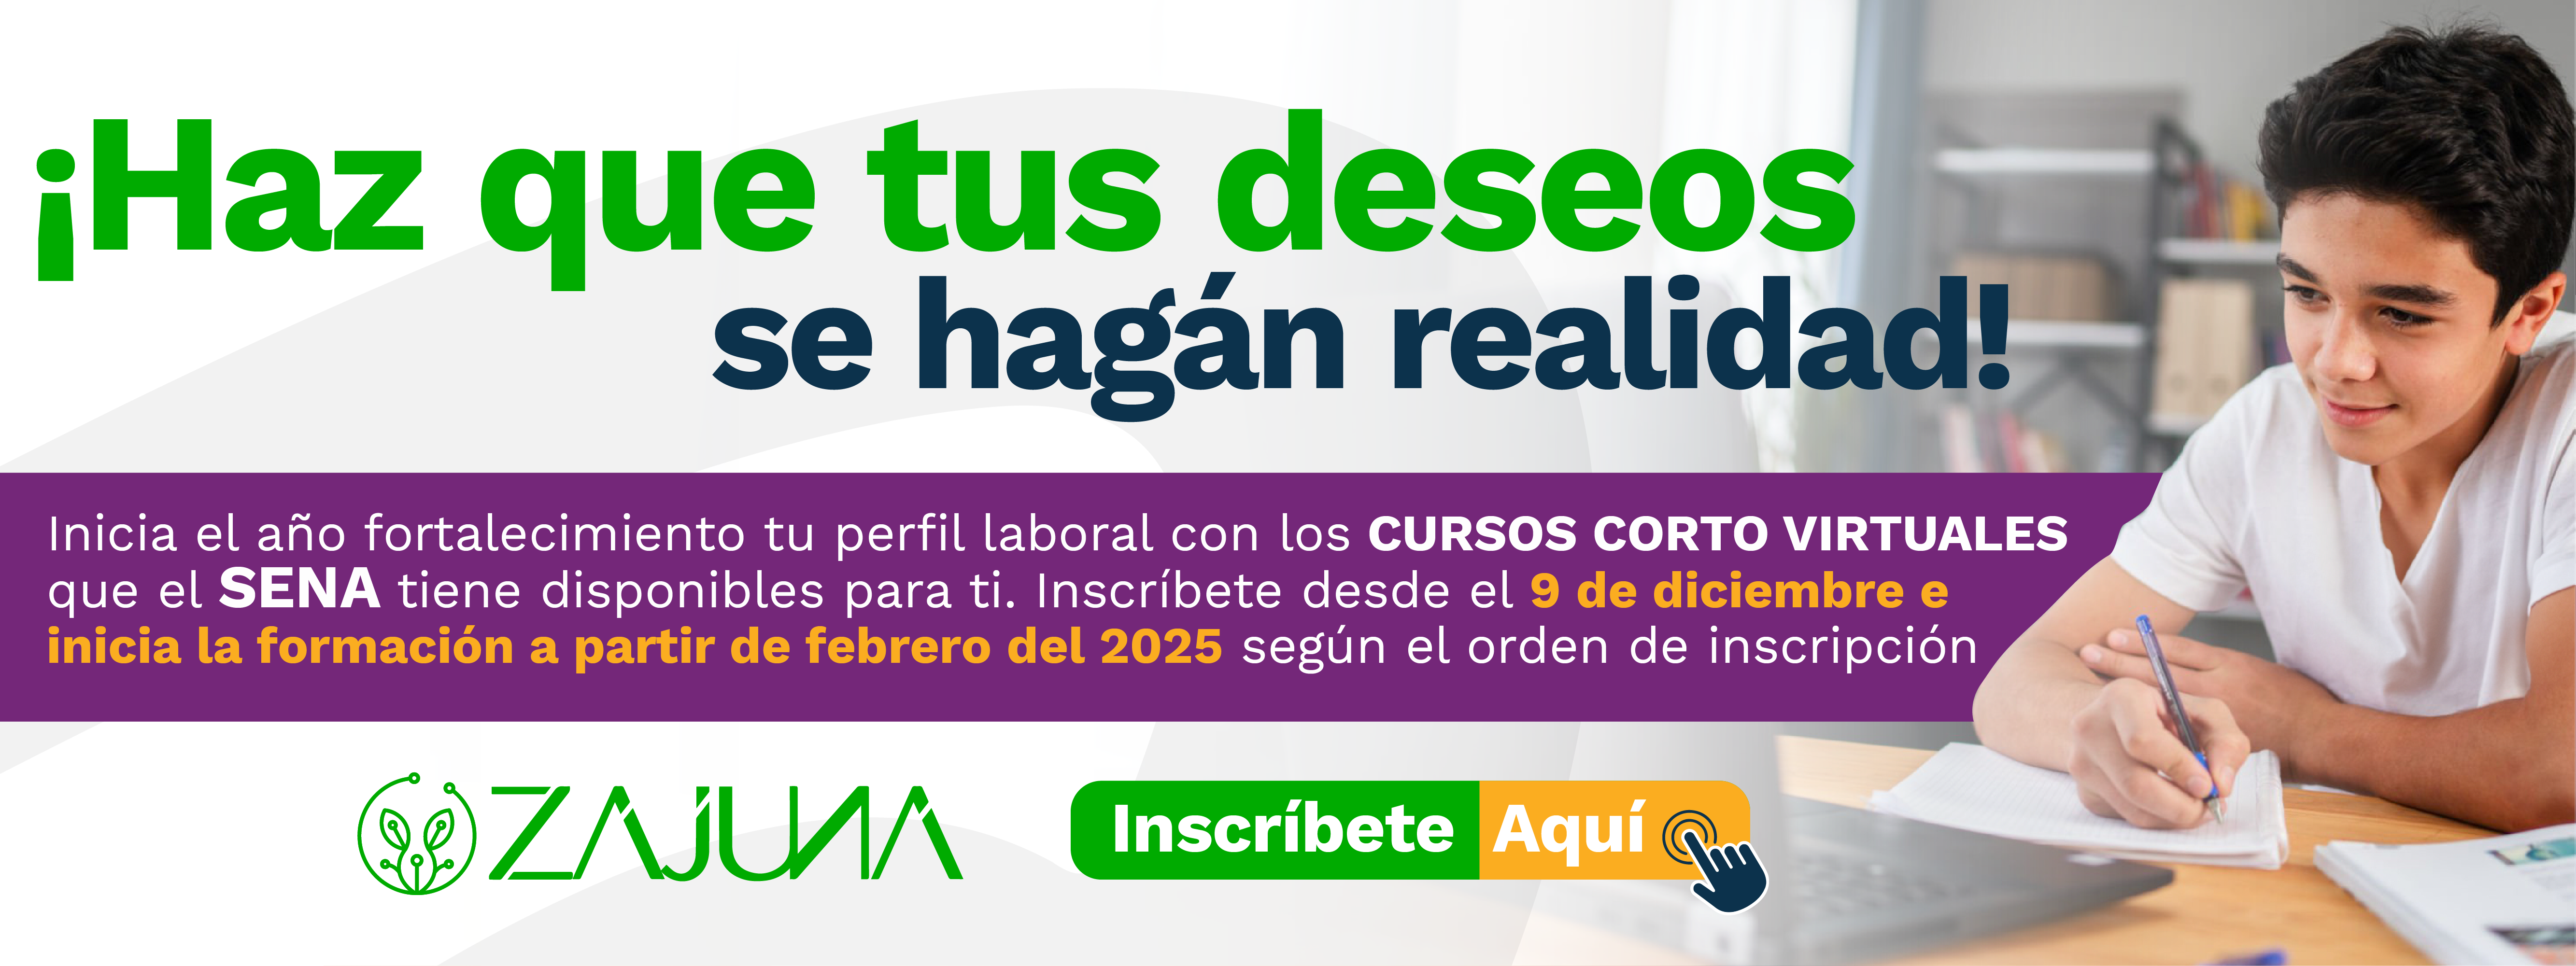 ¡Haz que tus deseos
se hagán realidad!
Inicia el año fortalecimiento tu perfil laboral con los CURSOS CORTO VIRTUALES
que el SENA tiene disponibles para ti. Inscríbete desde el 9 de diciembre e
inicia la formación a partir de febrero del 2025 según el orden de inscripción
ZAJUNA
Inscríbete Aquí